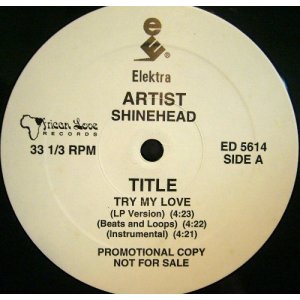 Elektra
ARTIST
SHINEHEAD
African Love
RECORDS
33 1/3 RPM
ED 5614
SIDE A
TITLE
TRY MY LOVE
(LP Version) (4:23)
(Beats and Loops) (4:22)
(Instrumental) (4:21)
PROMOTIONAL COPY
NOT FOR SALE